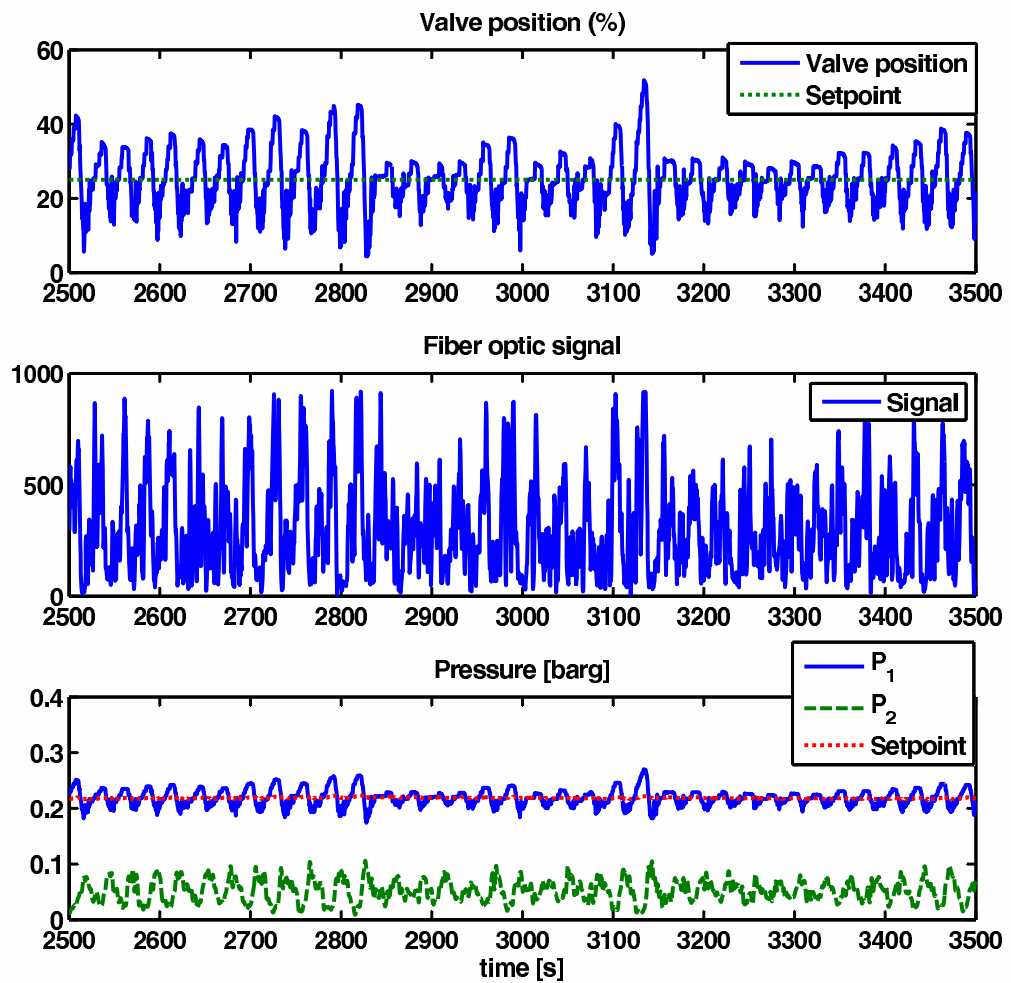 Valve position (%)
60
40
20
0
Valve position
Setpoint
2500 2600 2700 2800 2900 3000 3100 3200 3300 3400 3500
Fiber optic signal
1000
500
0
Signal
2500 2600 2700 2800 2900 3000 3100 3200 3300 3400 3500
Pressure [barg]
0.4
0.3
0.2
0.1
0
P1
P2
Setpoint
2500 2600 2700 2800 2900 3000 3100 3200 3300 3400 3500
time [s]